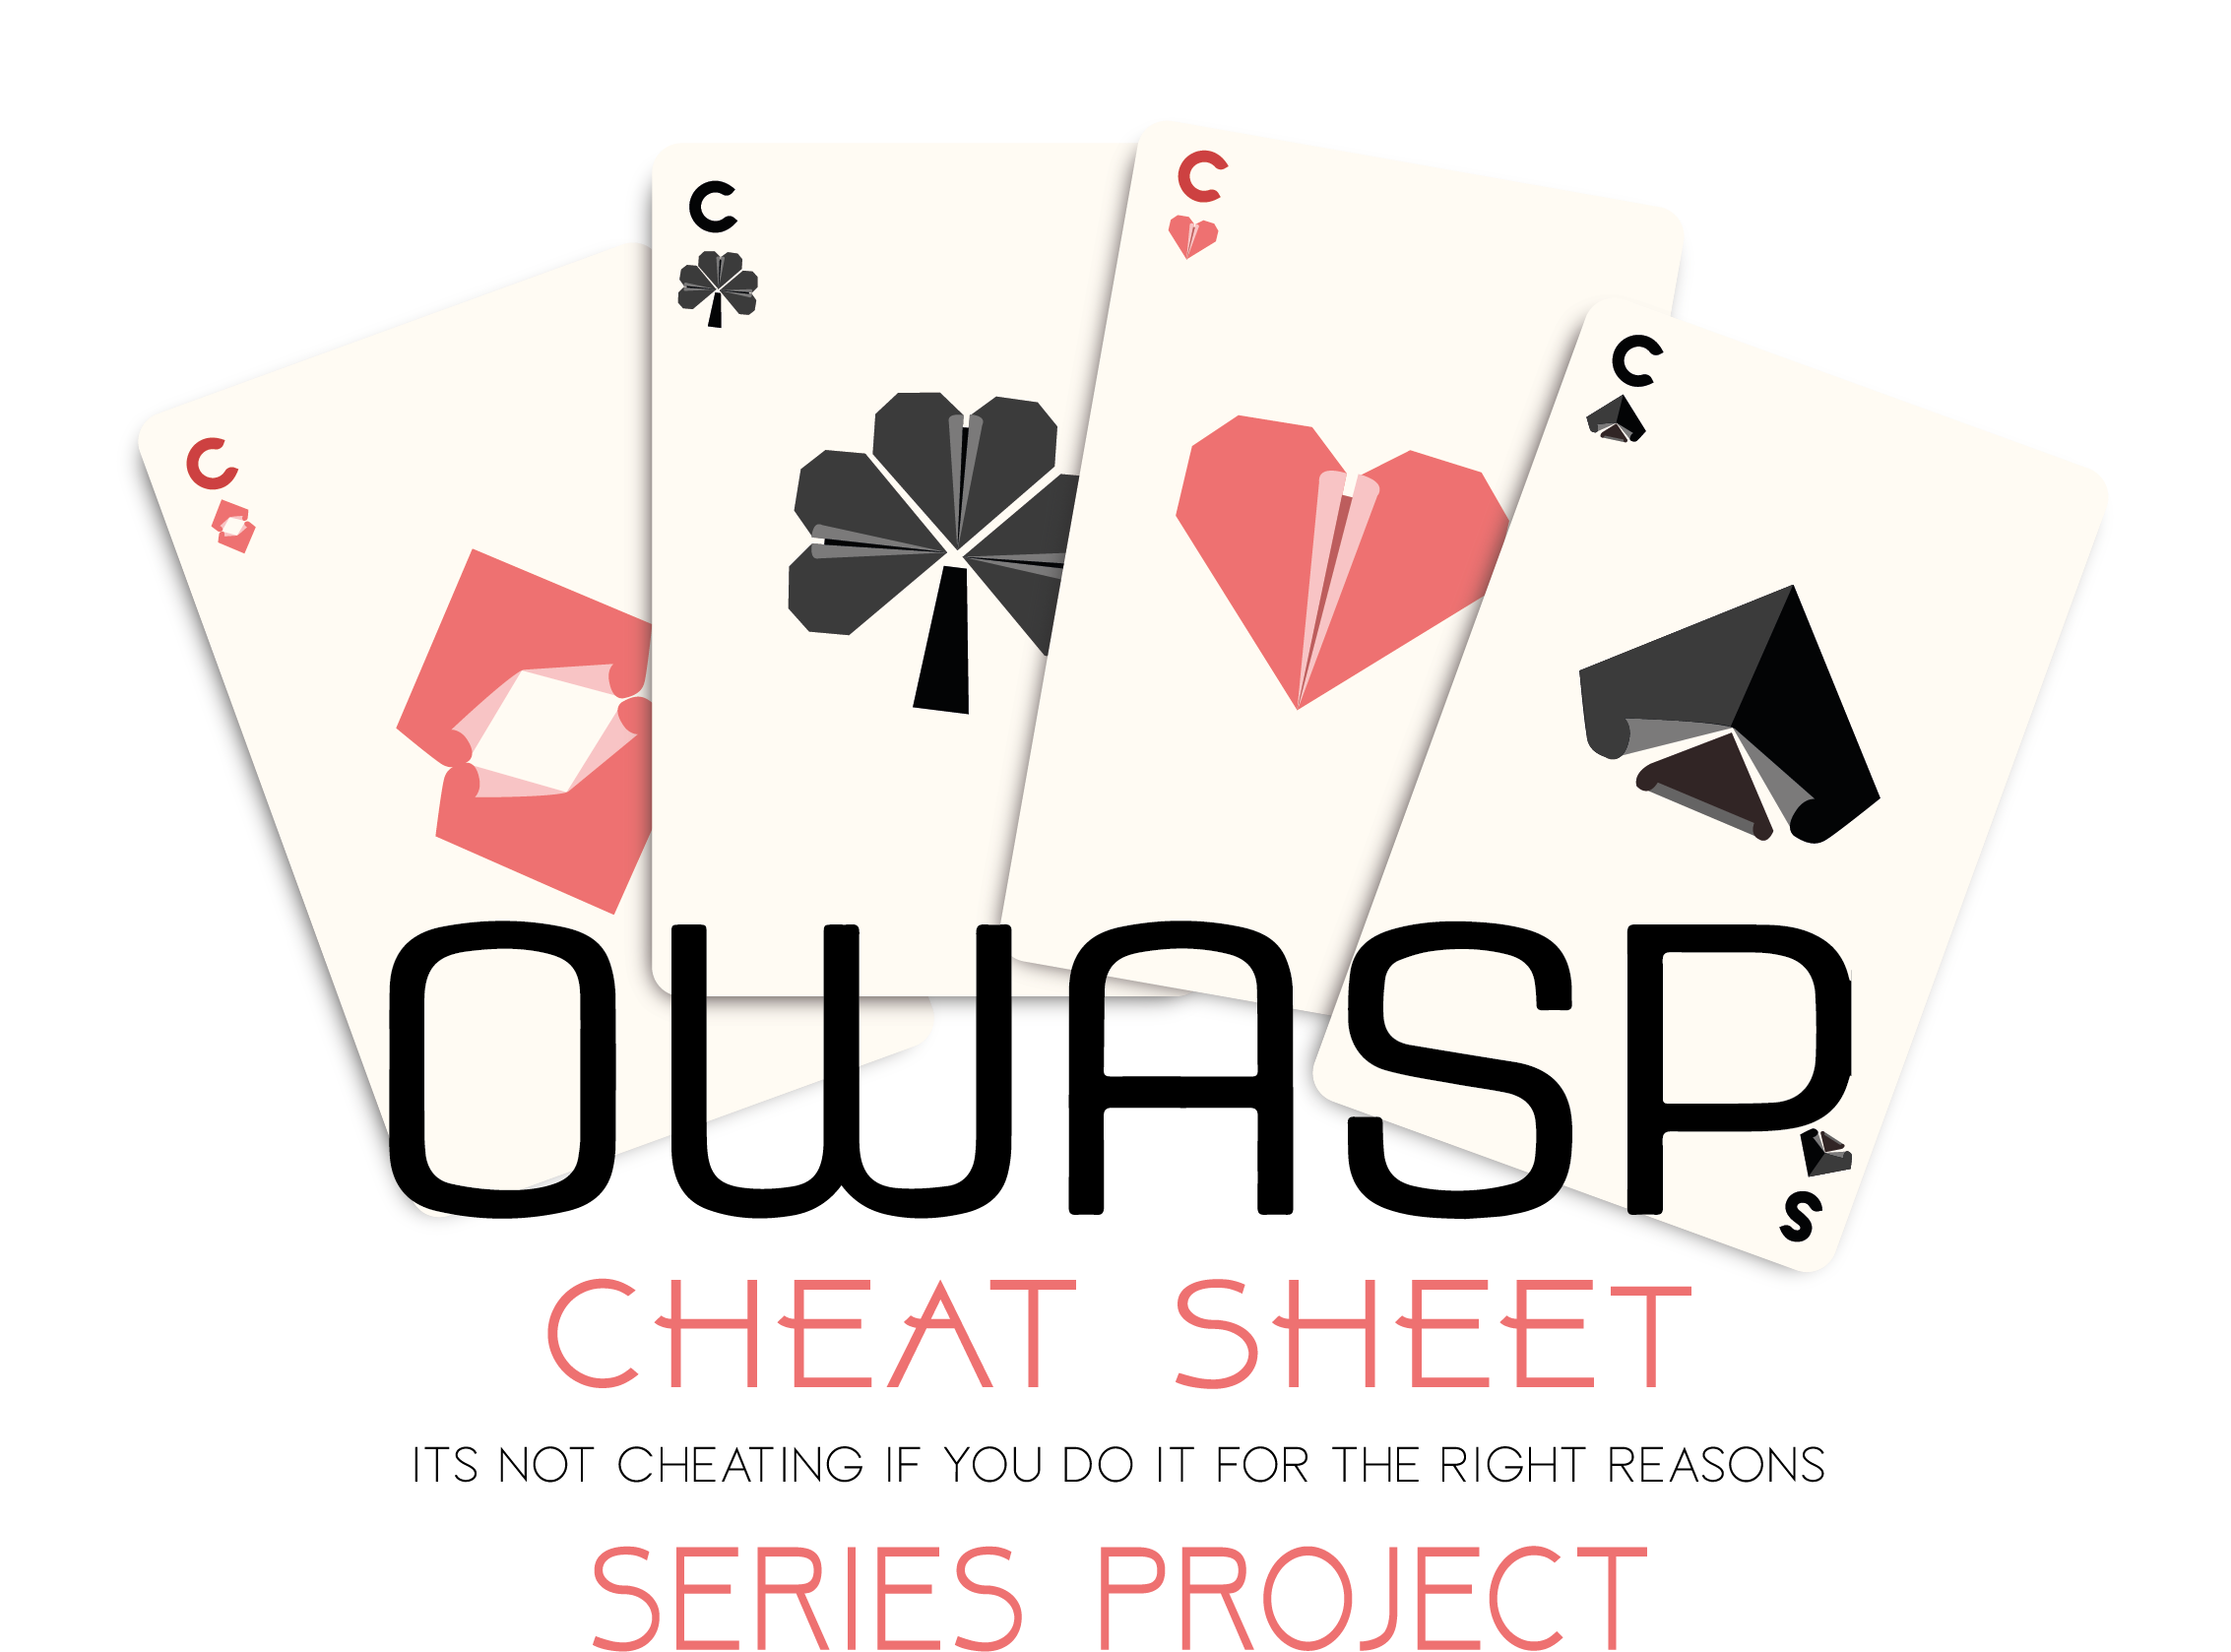 C
C
C
C
OWASP
S
CHEAT SHEET
ITS NOT CHEATING IF YOU DO IT FOR THE RIGHT REASONS
SERIES PROJECT